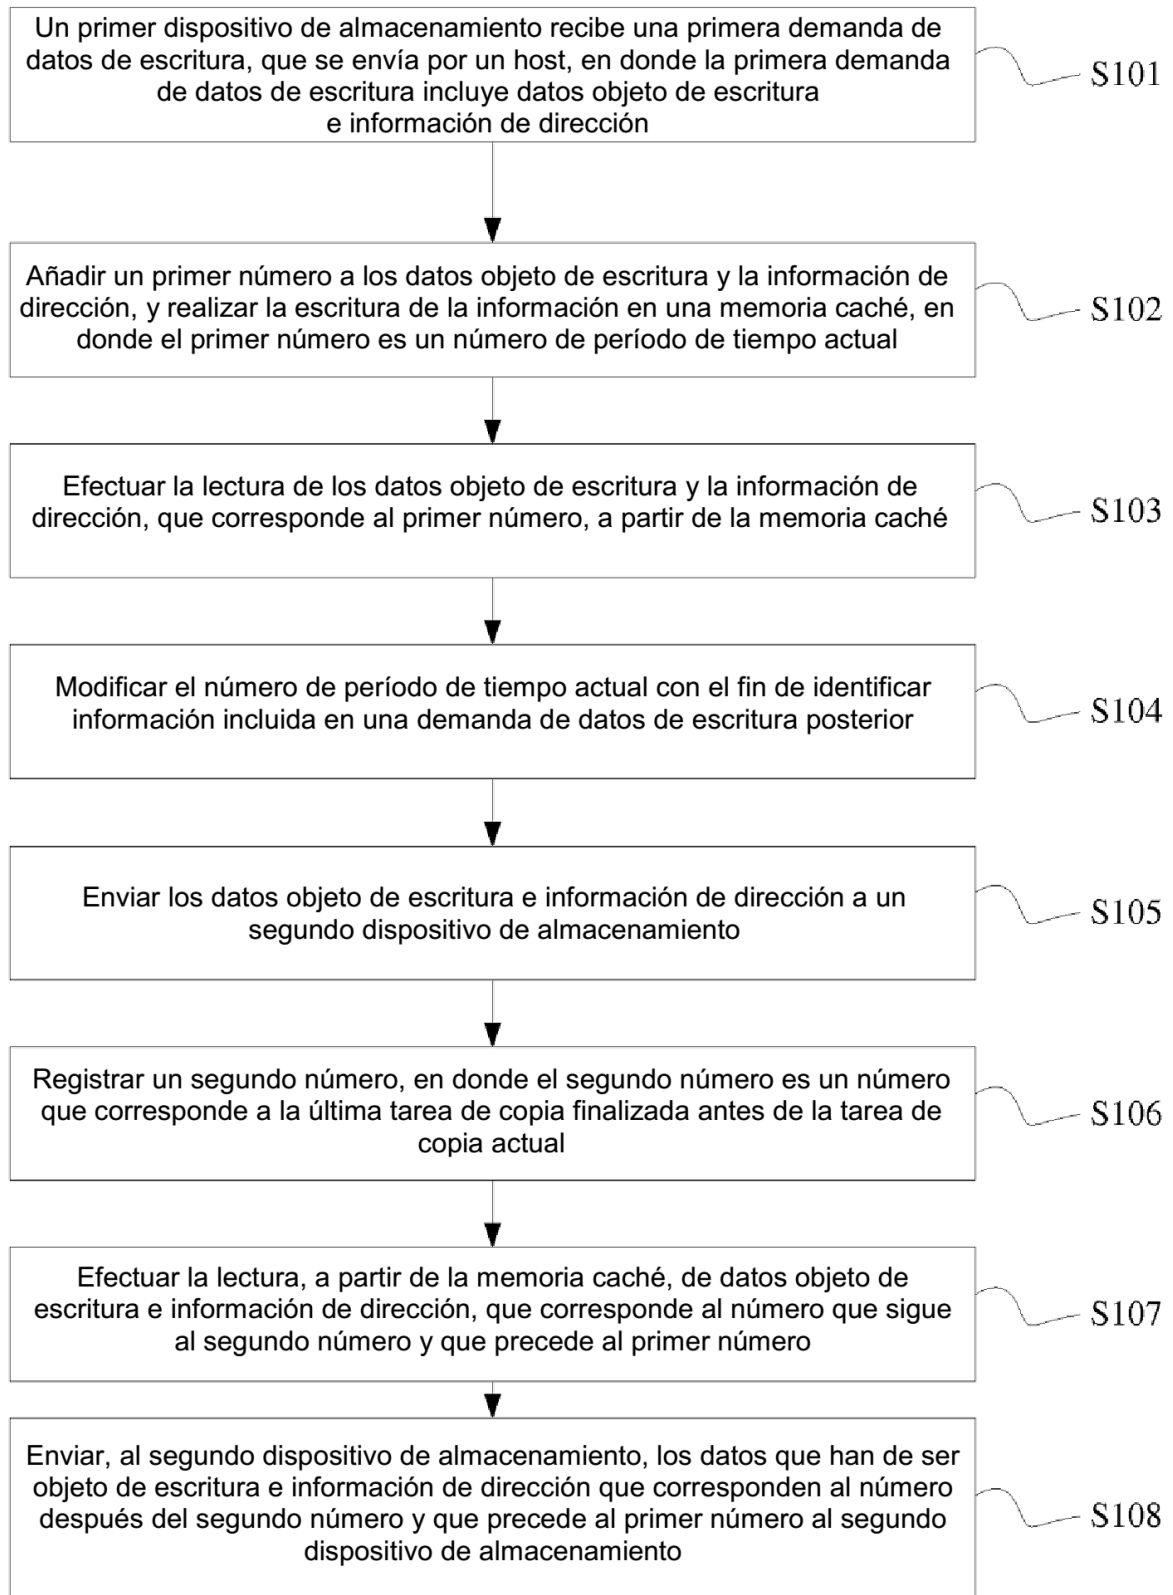 Un primer dispositivo de almacenamiento recibe una primera demanda de
datos de escritura, que se envía por un host, en donde la primera demanda
de datos de escritura incluye datos objeto de escritura
e información de dirección
S101
Añadir un primer número a los datos objeto de escritura y la información de
dirección, y realizar la escritura de la información en una memoria caché, en
donde el primer número es un número de período de tiempo actual
S102
Efectuar la lectura de los datos objeto de escritura y la información de
dirección, que corresponde al primer número, a partir de la memoria caché
S103
Modificar el número de período de tiempo actual con el fin de identificar
información incluida en una demanda de datos de escritura posterior
S104
Enviar los datos objeto de escritura e información de dirección a un
segundo dispositivo de almacenamiento
S105
Registrar un segundo número, en donde el segundo número es un número
que corresponde a la última tarea de copia finalizada antes de la tarea de
copia actual
S106
Efectuar la lectura, a partir de la memoria caché, de datos objeto de
escritura e información de dirección, que corresponde al número que sigue
al segundo número y que precede al primer número
S107
Enviar, al segundo dispositivo de almacenamiento, los datos que han de ser
objeto de escritura e información de dirección que corresponden al número
después del segundo número y que precede al primer número al segundo
dispositivo de almacenamiento
S108